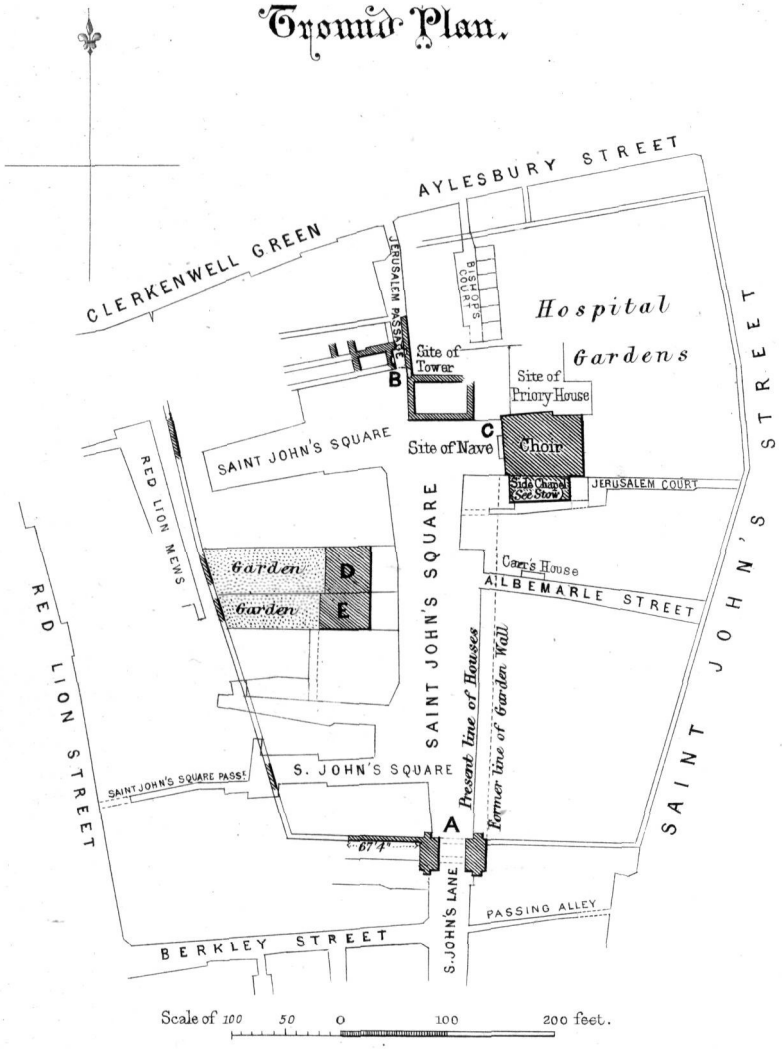 Ground Plan.
AYLESBURY STREET
CLERKENWELL GREEN
JERUSALEM PASSAGE
BISHOP'S
COURT
Hospital
Gardens
SAINT JOHN'S STREET
Site of
Tower
B
Site of
Priory House
C
Site of Nave
Choir
SAINT JOHN'S SQUARE
Side Chapel
(See Stow)
JERUSALEM COURT
RED LION MEWS
SAINT JOHN'S SQUARE
Carr's House
ALBEMARLE STREET
Garden
D
Garden
E
RED LION STREET
Present line of Houses
Former line of Garden Wall
S. JOHN'S SQUARE
SAINT JOHN'S SQUARE PASSE.
A
67'4"
S. JOHN'S LANE
PASSING ALLEY
BERKLEY STREET
Scale of 100 50 0 100 200 feet.